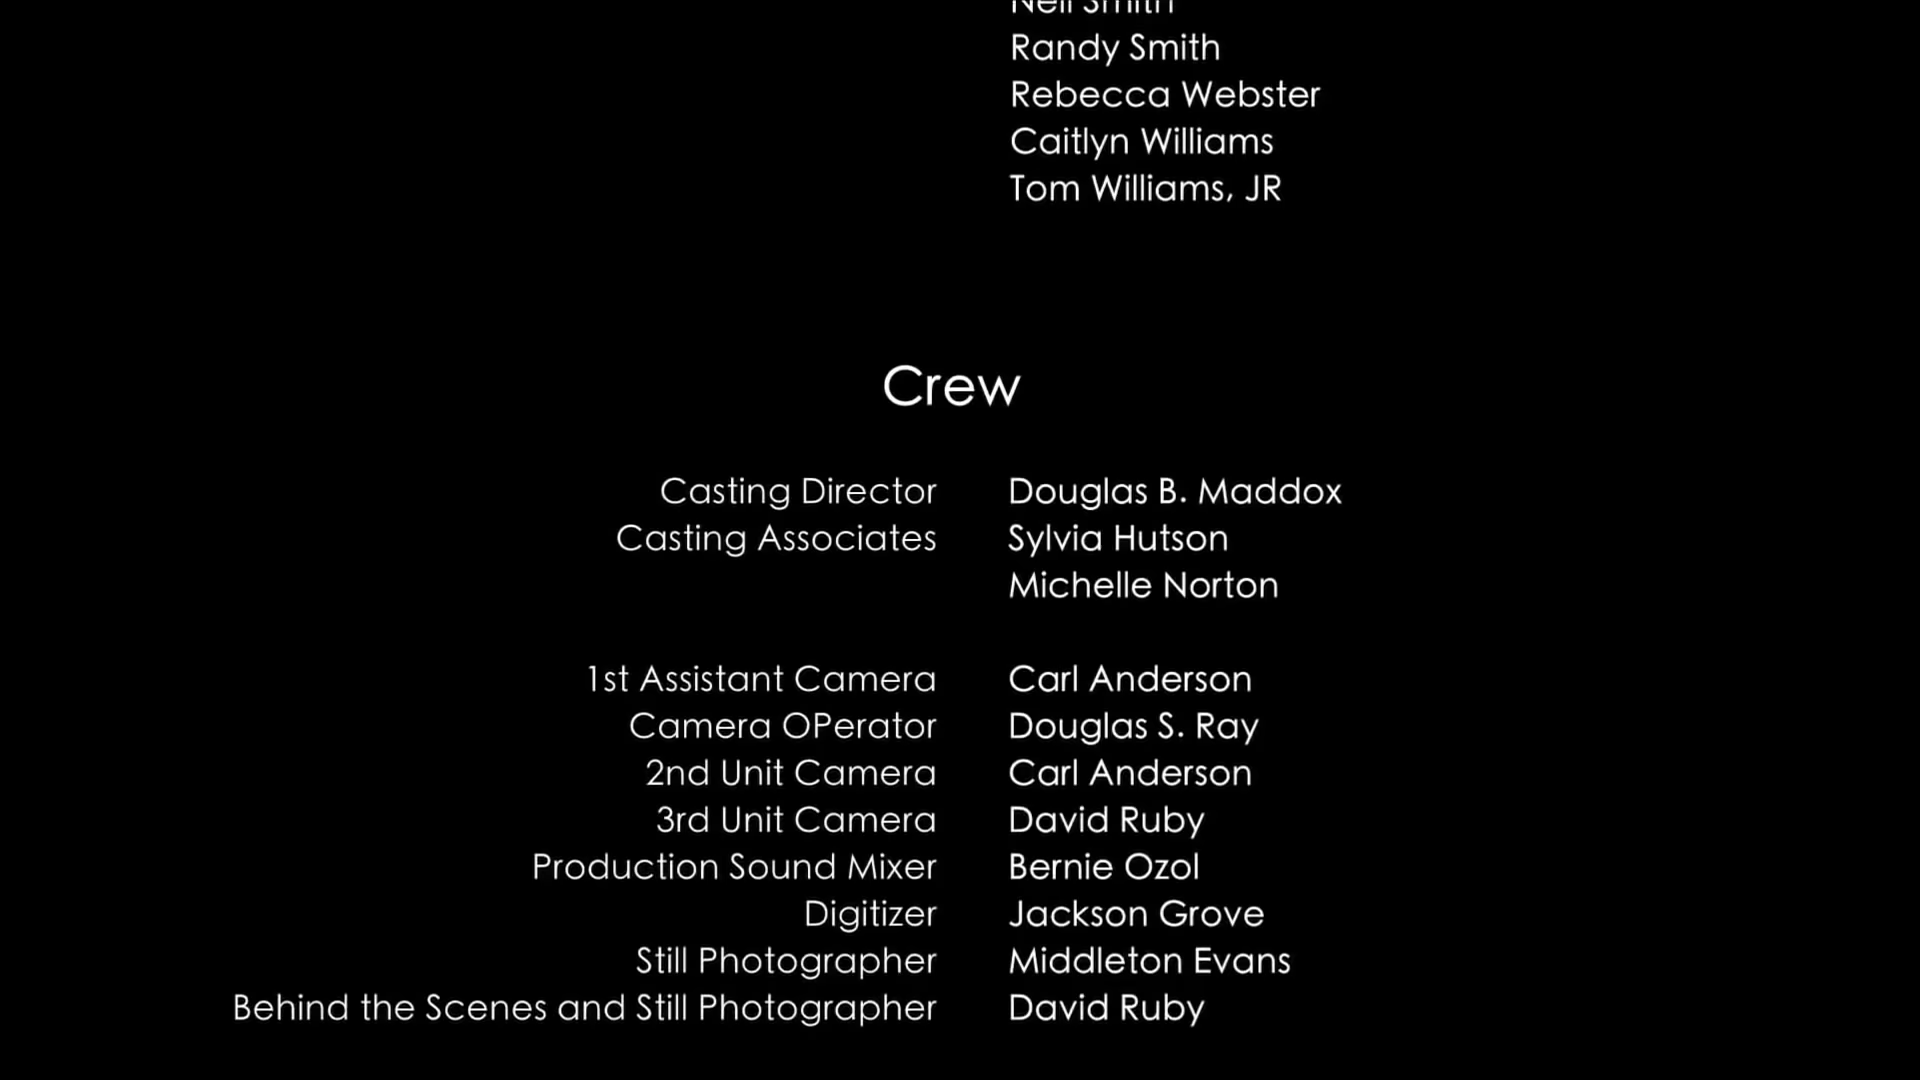 Neil Smith
Randy Smith
Rebecca Webster
Caitlyn Williams
Tom Williams, JR
Crew
Casting Director Douglas B. Maddox
Casting Associates Sylvia Hutson
Michelle Norton
1st Assistant Camera Carl Anderson
Camera OPerator Douglas S. Ray
2nd Unit Camera Carl Anderson
3rd Unit Camera David Ruby
Production Sound Mixer Bernie Ozol
Digitizer Jackson Grove
Still Photographer Middleton Evans
Behind the Scenes and Still Photographer David Ruby